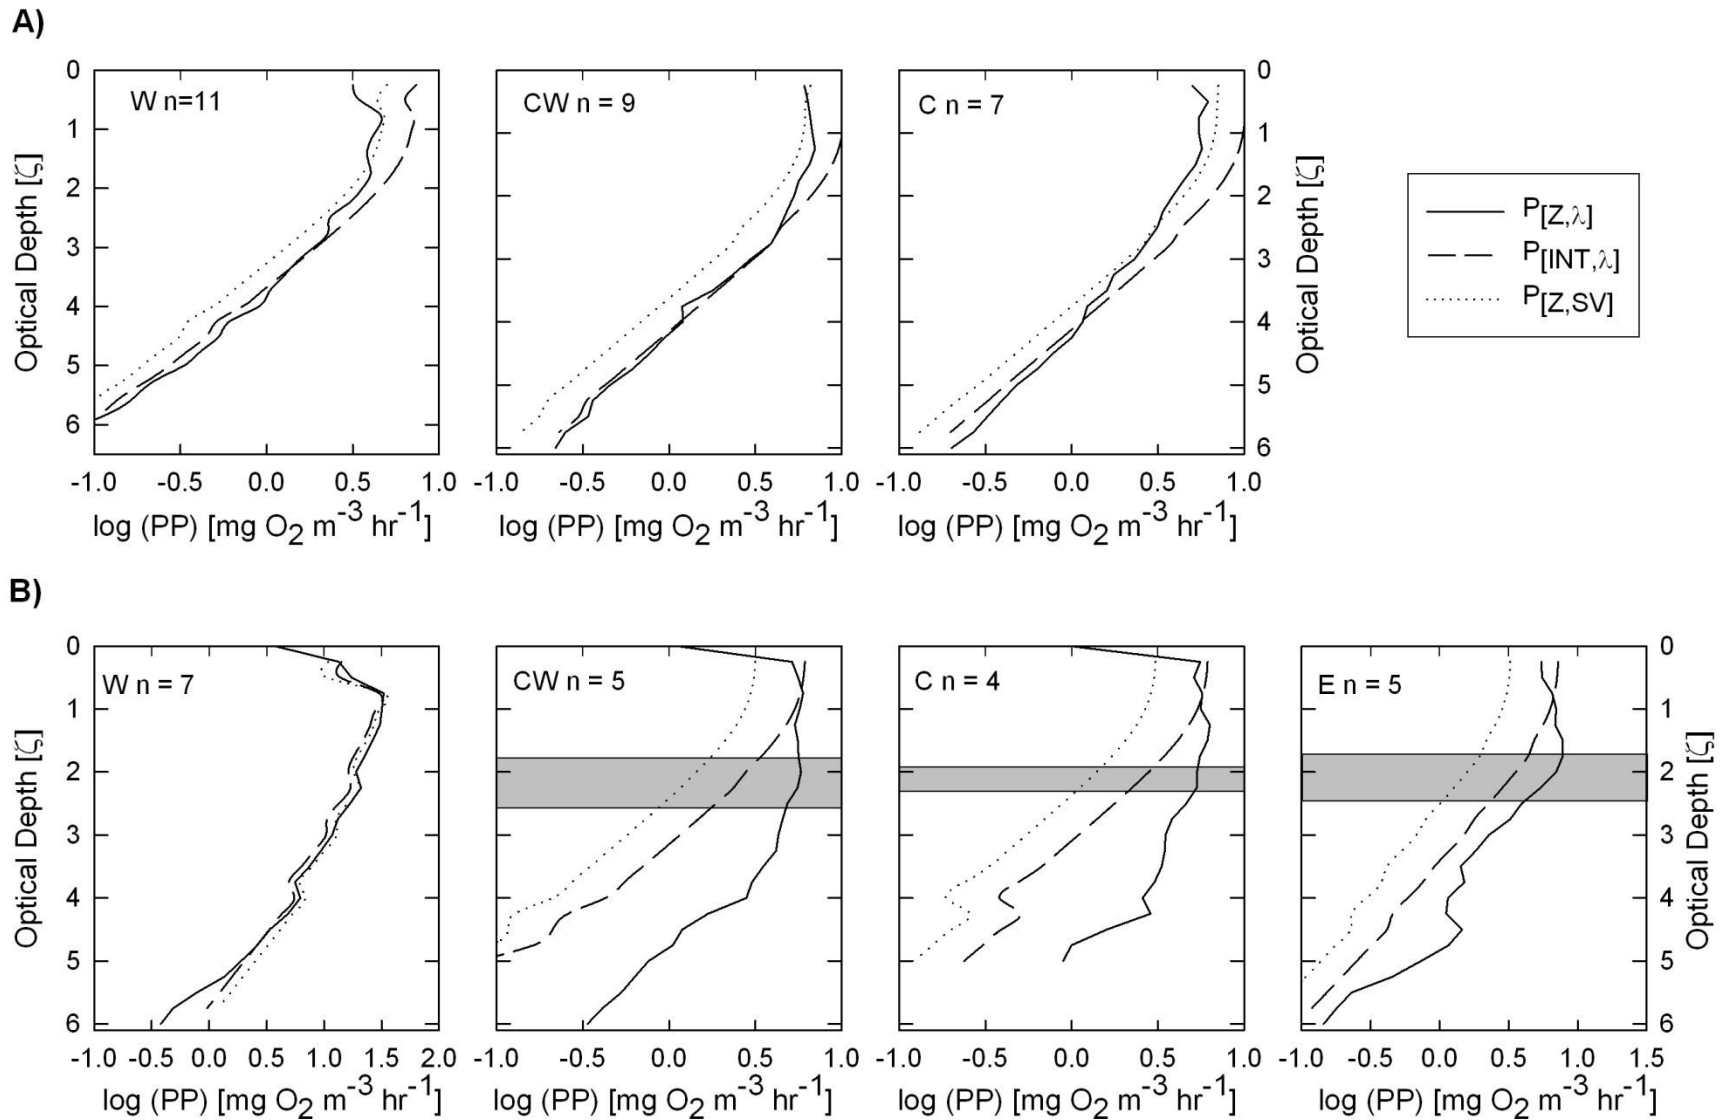 A)
W n=11
CW n = 9
C n = 7
P[Z,λ]
P[INT,λ]
P[Z,SV]
Optical Depth [ζ]
0
1
2
3
4
5
6
Optical Depth [ζ]
0
1
2
3
4
5
6
-1.0 -0.5 0.0 0.5 1.0
-1.0 -0.5 0.0 0.5 1.0
-1.0 -0.5 0.0 0.5 1.0
log (PP) [mg O2 m-3 hr-1]
log (PP) [mg O2 m-3 hr-1]
log (PP) [mg O2 m-3 hr-1]
B)
W n = 7
CW n = 5
C n = 4
E n = 5
Optical Depth [ζ]
0
1
2
3
4
5
6
Optical Depth [ζ]
0
1
2
3
4
5
6
-1.0 -0.5 0.0 0.5 1.0 1.5 2.0
-1.0 -0.5 0.0 0.5 1.0
-1.0 -0.5 0.0 0.5 1.0
-1.0 -0.5 0.0 0.5 1.0 1.5
log (PP) [mg O2 m-3 hr-1]
log (PP) [mg O2 m-3 hr-1]
log (PP) [mg O2 m-3 hr-1]
log (PP) [mg O2 m-3 hr-1]